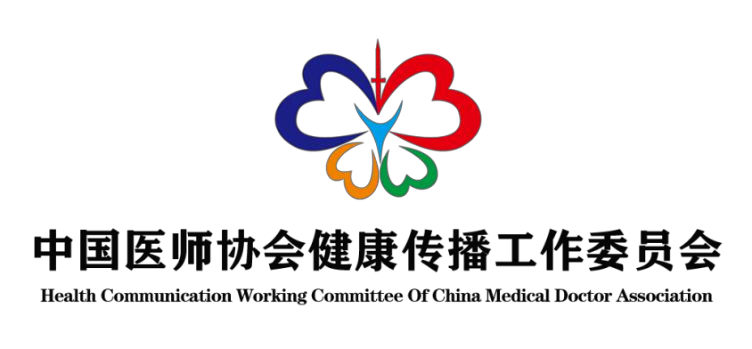 中国医师协会健康传播工作委员会
Health Communication Working Committee Of China Medical Doctor Association